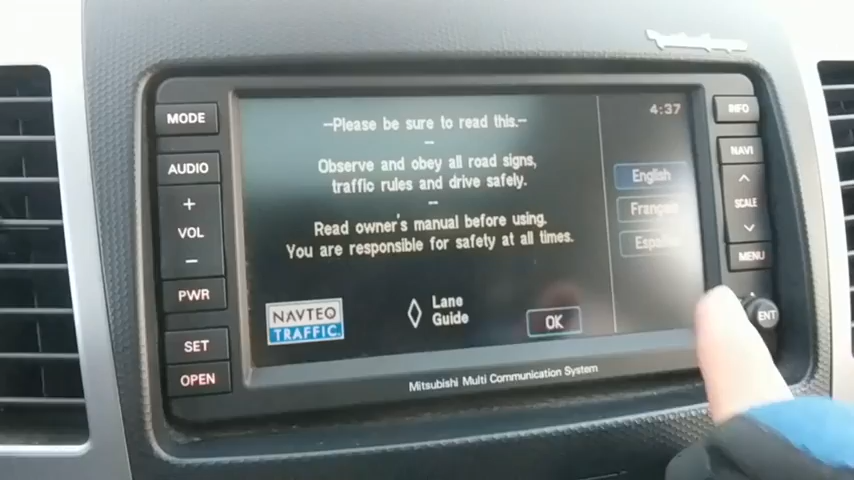 Rockford Fosgate
MODE
AUDIO
+
VOL
−
PWR
SET
OPEN
-Please be sure to read this.-
-
Observe and obey all road signs,
traffic rules and drive safely.
-
Read owner's manual before using.
You are responsible for safety at all times.
NAVTEQ
TRAFFIC
Lane
Guide
OK
4:37
English
Français
Español
INFO
NAVI
SCALE
MENU
ENT
Mitsubishi Multi Communication System